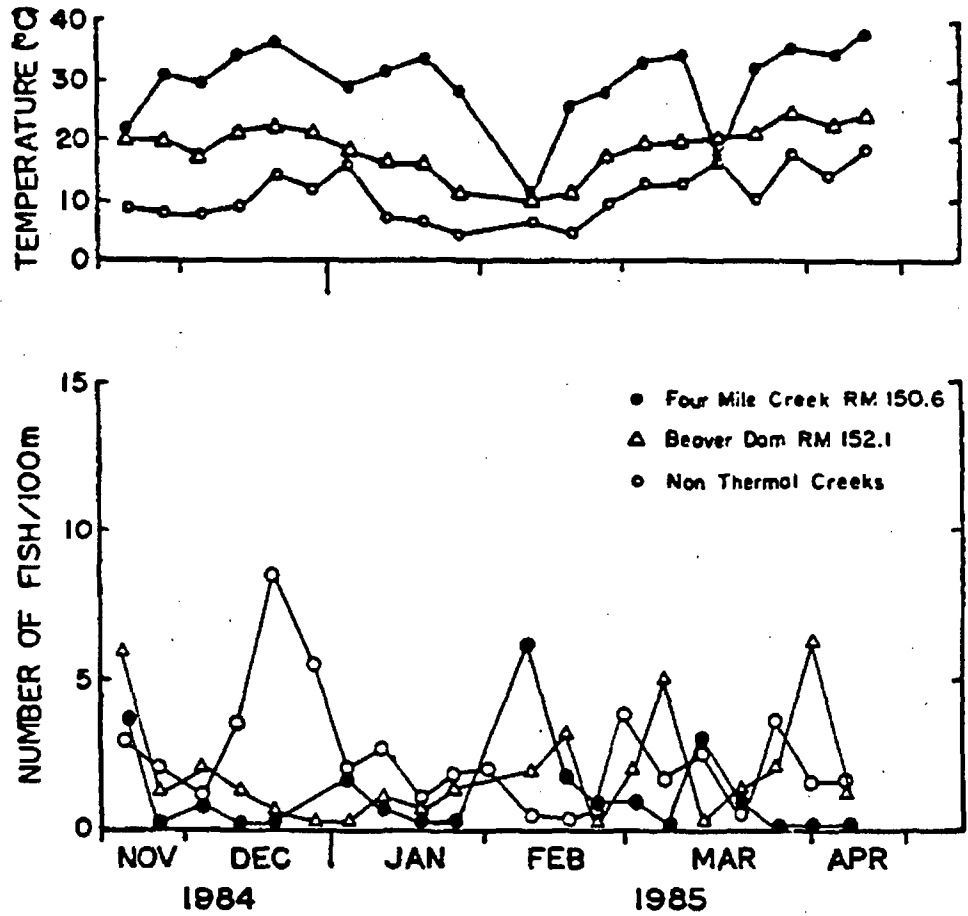 TEMPERATURE (°C)
40
30
20
10
0
NUMBER OF FISH/100m
15
10
5
0
● Four Mile Creek RM 150.6
△ Beaver Dam RM 152.1
○ Non Thermal Creeks
NOV DEC JAN FEB MAR APR
1984 1985